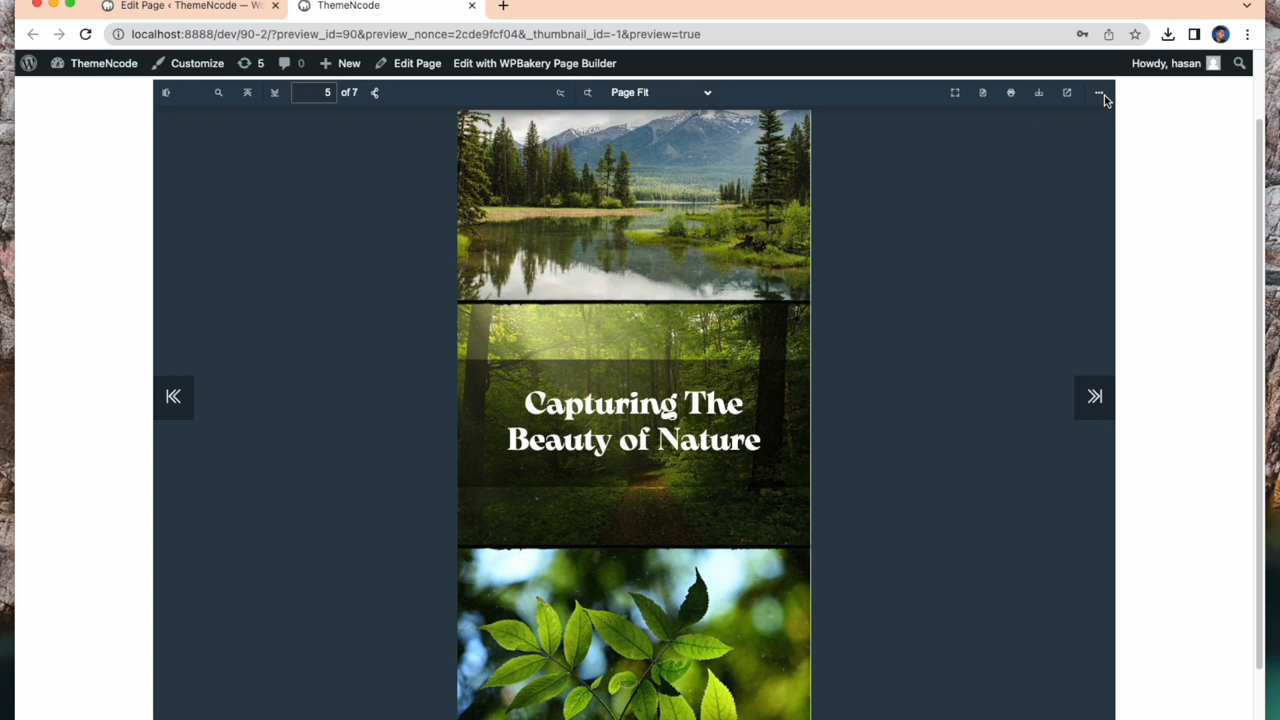 Edit Page ‹ ThemeNcode — Wo
ThemeNcode
localhost:8888/dev/90-2/?preview_id=90&preview_nonce=2cde9fcf04&_thumbnail_id=-1&preview=true
ThemeNcode Customize 5 0 New Edit Page Edit with WPBakery Page Builder Howdy, hasan
5 of 7 Page Fit
Capturing The
Beauty of Nature